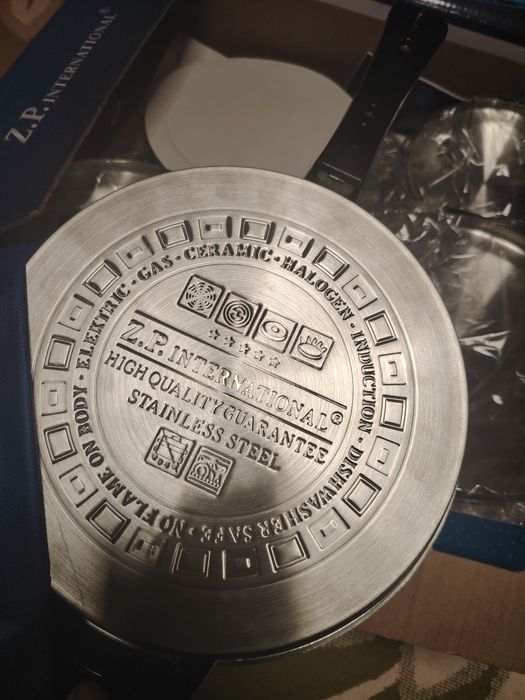 Z.P. INTERNATIONAL®
ELEKTRIC · GAS · CERAMIC · HALOGEN · INDUCTION · DISHWASHER SAFE · NO FLAME ON BODY ·
Z.P. INTERNATIONAL®
HIGH QUALITY GUARANTEE
STAINLESS STEEL